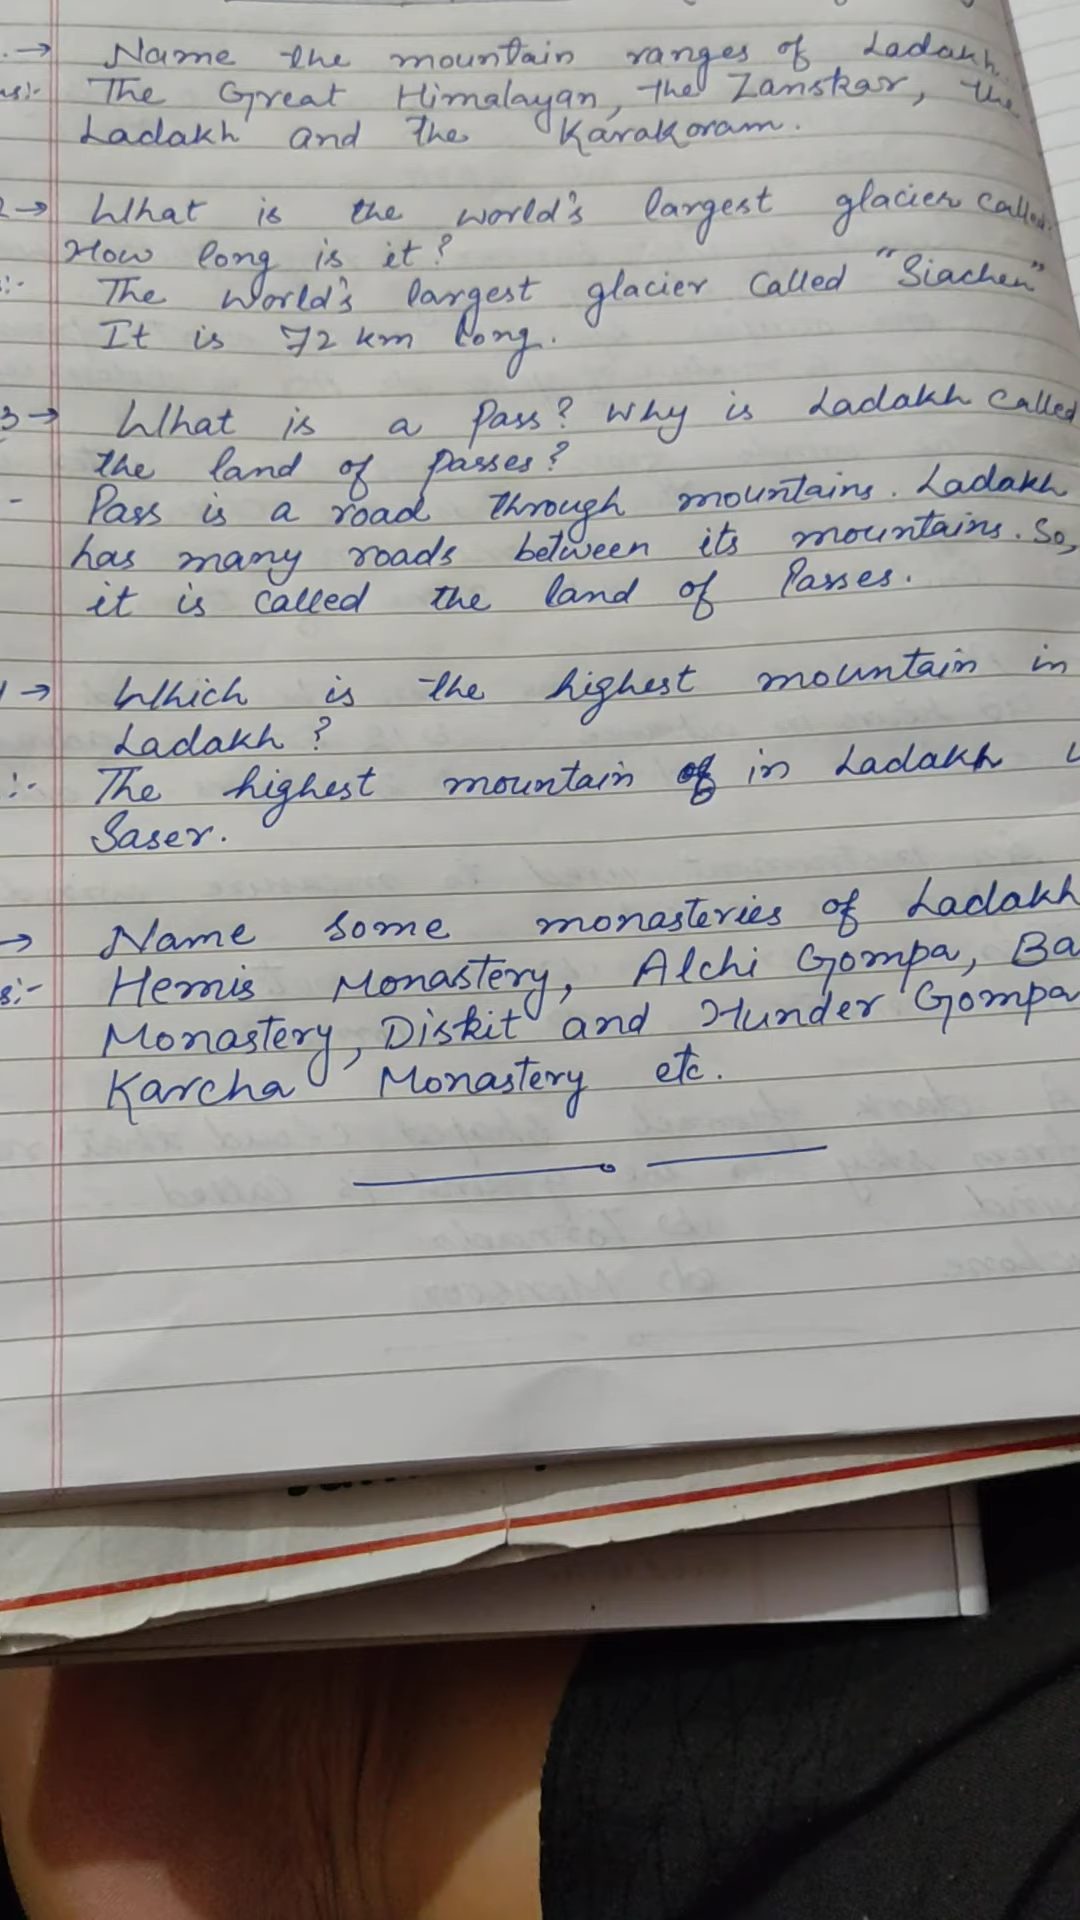 .→ Name the mountain ranges of Ladakh.
ns):- The Great Himalayan, the Zanskar, the
Ladakh and the Karakoram.
2→ What is the world's largest glacier called.
How long is it?
s:- The world's largest glacier called "Siachen"
It is 72 km long.
3→ What is a Pass? Why is Ladakh called
the land of passes?
- Pass is a road through mountains. Ladakh
has many roads between its mountains. So,
it is called the land of Passes.
→ Which is the highest mountain in
Ladakh?
:- The highest mountain in Ladakh
Saser.
→ Name some monasteries of Ladakh
s:- Hemis Monastery, Alchi Gompa, Ba
Monastery, Diskit and Hunder Gompa
Karcha Monastery etc.